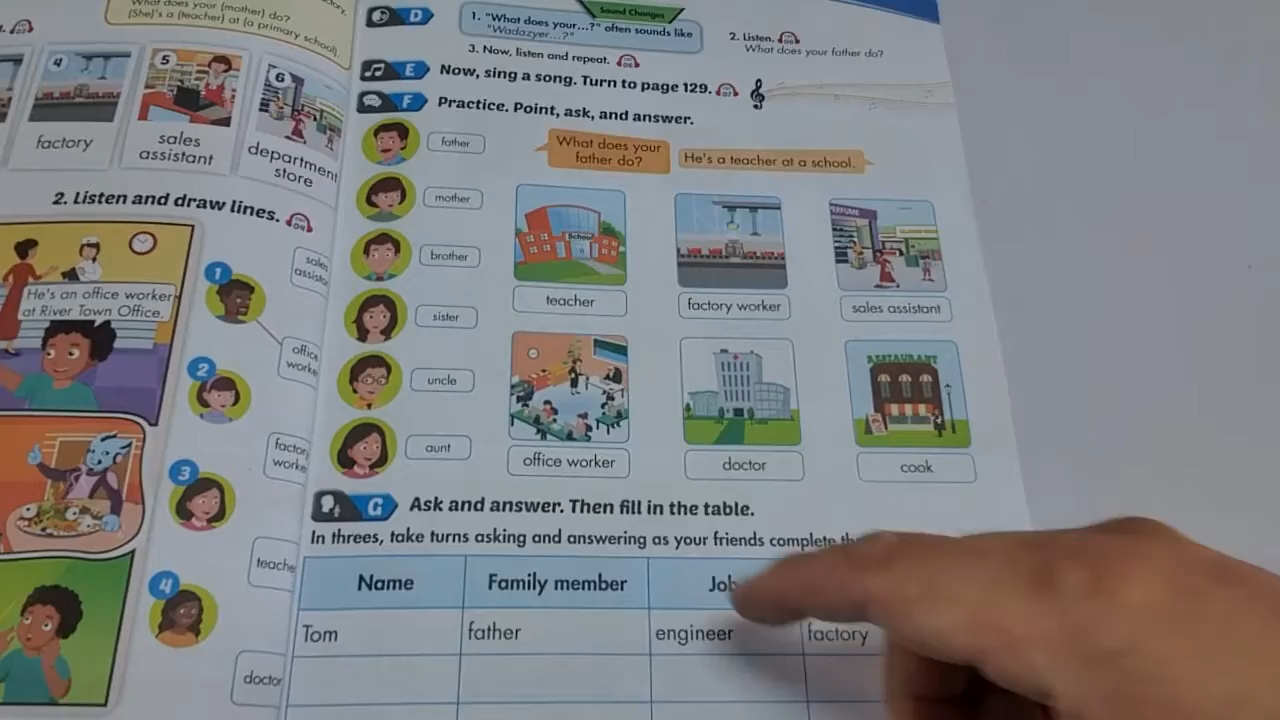 What does your (mother) do?
(She)'s a (teacher) at (a primary school).
4
factory
5
sales
assistant
6
department
store
2. Listen and draw lines.
He's an office worker
at River Town Office.
1
2
3
4
sales
office
doctor
D
Sound Changes
1. "What does your...?" often sounds like
"Wadazyer...?"
2. Listen.
What does your father do?
3. Now, listen and repeat.
E
Now, sing a song. Turn to page 129.
F
Practice. Point, ask, and answer.
What does your
father do?
He's a teacher at a school.
father
mother
brother
sister
uncle
aunt
School
teacher
factory worker
PERFUME
sales assistant
office worker
doctor
RESTAURANT
cook
G
Ask and answer. Then fill in the table.
In threes, take turns asking and answering as your friends complete
Name
Family member
Job
Tom
father
engineer
factory